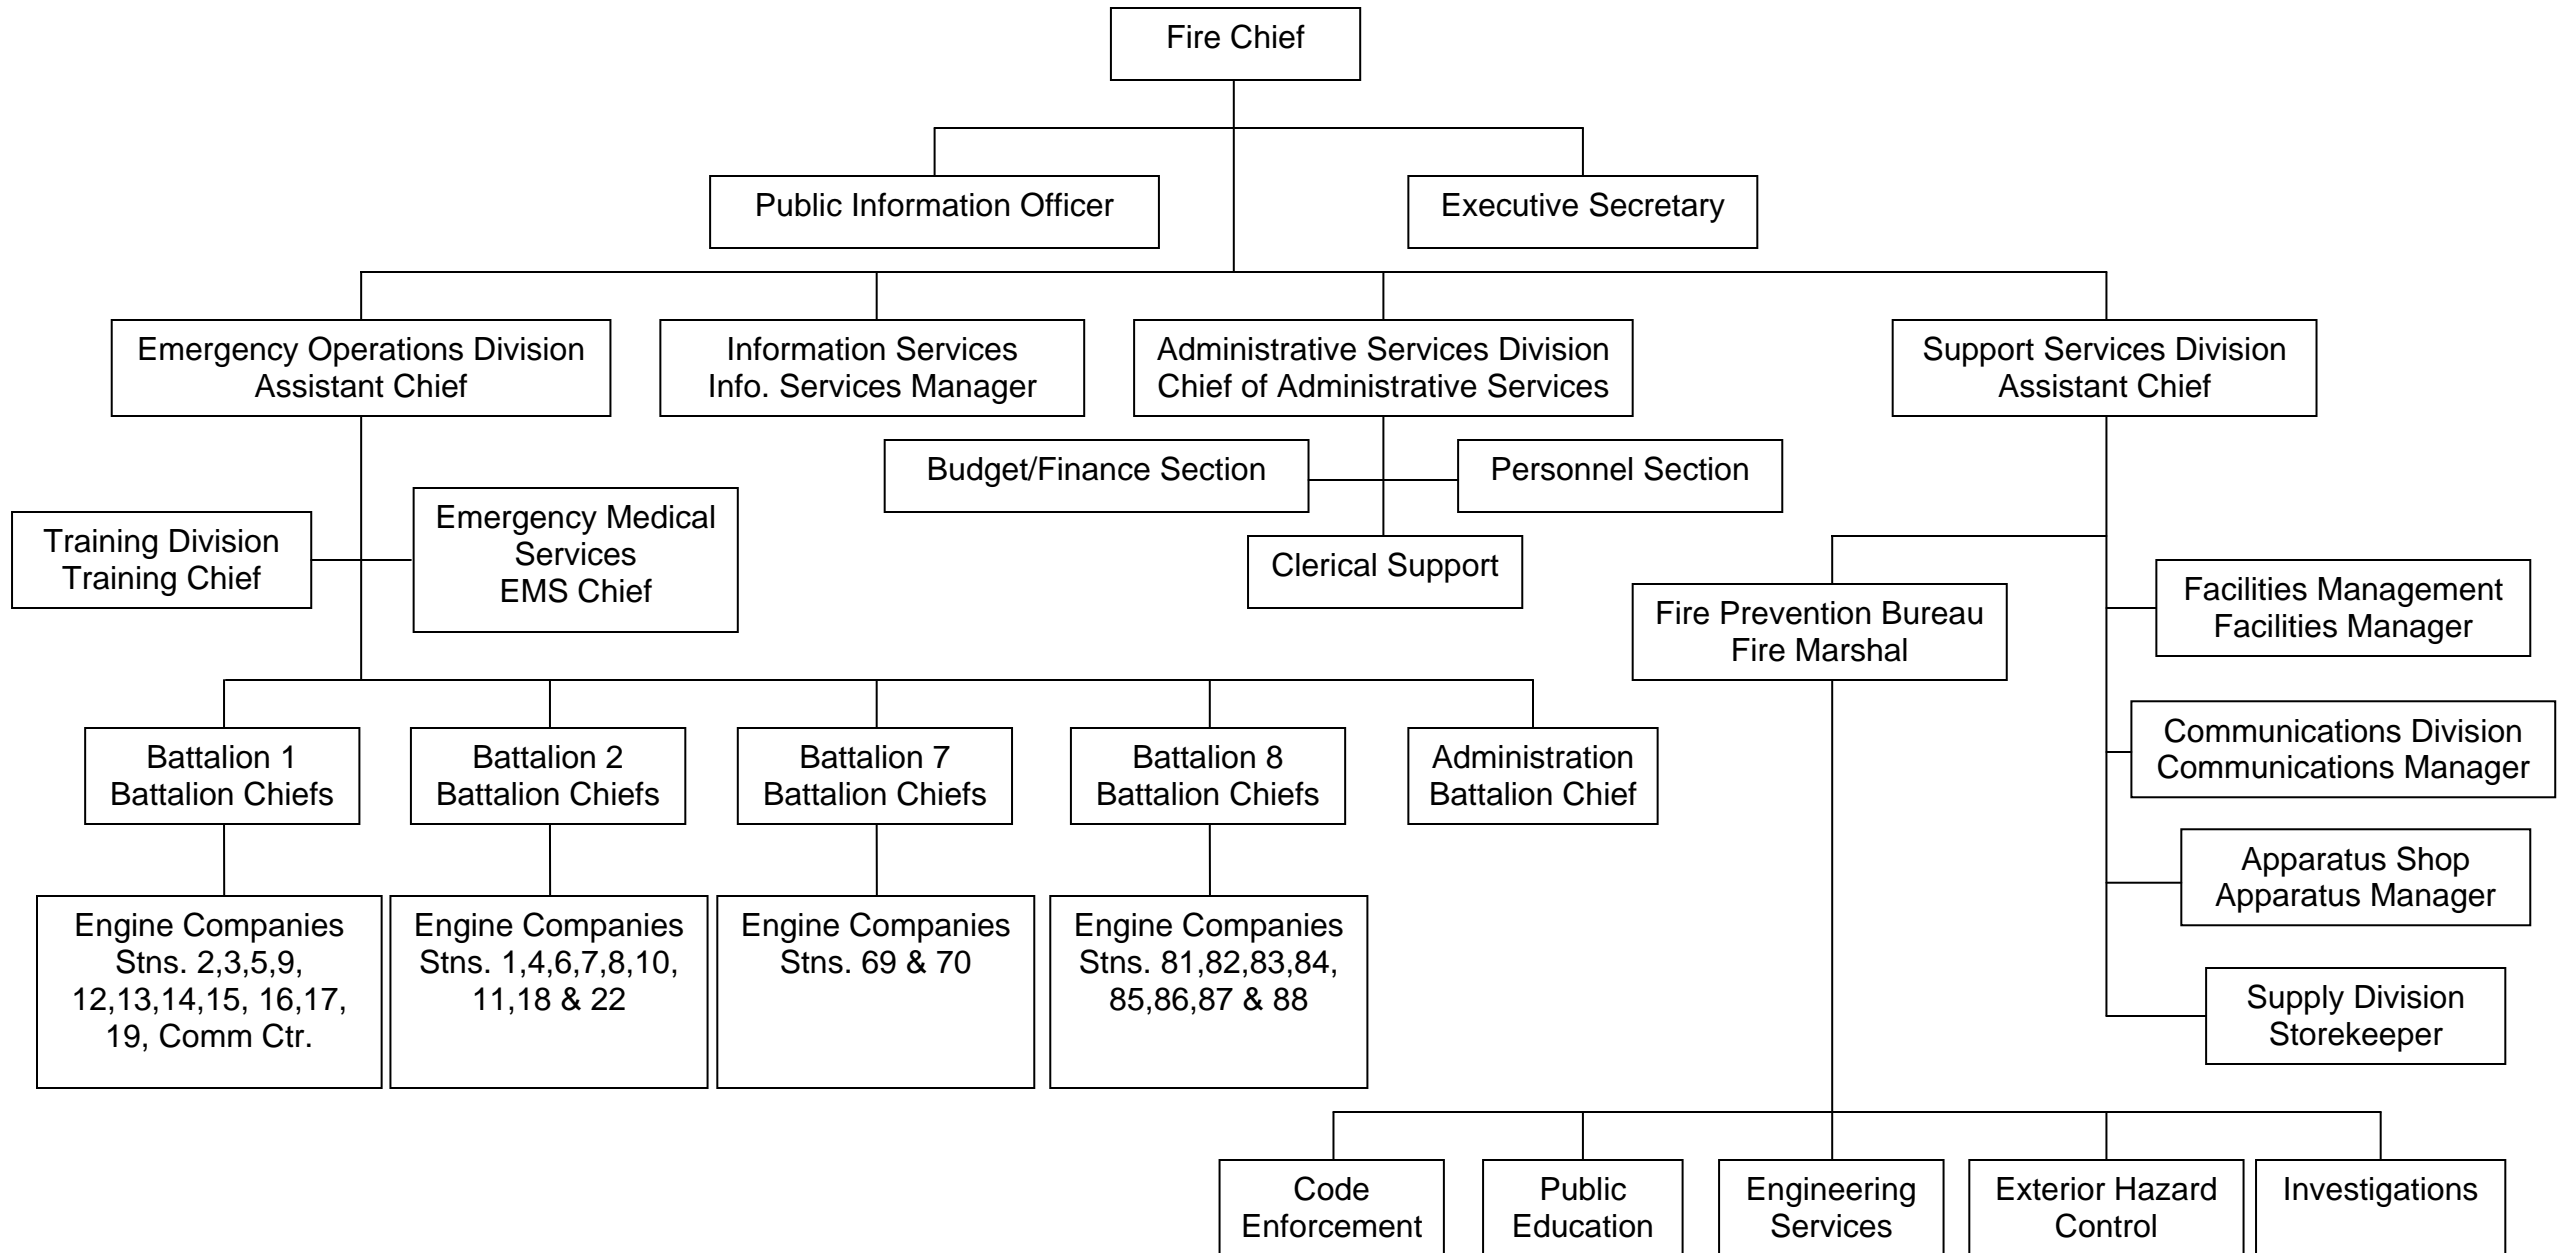 Fire Chief
Public Information Officer
Executive Secretary
Emergency Operations Division
Assistant Chief
Information Services
Info. Services Manager
Administrative Services Division
Chief of Administrative Services
Support Services Division
Assistant Chief
Budget/Finance Section
Personnel Section
Training Division
Training Chief
Emergency Medical
Services
EMS Chief
Clerical Support
Fire Prevention Bureau
Fire Marshal
Facilities Management
Facilities Manager
Communications Division
Communications Manager
Apparatus Shop
Apparatus Manager
Supply Division
Storekeeper
Battalion 1
Battalion Chiefs
Battalion 2
Battalion Chiefs
Battalion 7
Battalion Chiefs
Battalion 8
Battalion Chiefs
Administration
Battalion Chief
Engine Companies
Stns. 2,3,5,9,
12,13,14,15, 16,17,
19, Comm Ctr.
Engine Companies
Stns. 1,4,6,7,8,10,
11,18 & 22
Engine Companies
Stns. 69 & 70
Engine Companies
Stns. 81,82,83,84,
85,86,87 & 88
Code
Enforcement
Public
Education
Engineering
Services
Exterior Hazard
Control
Investigations